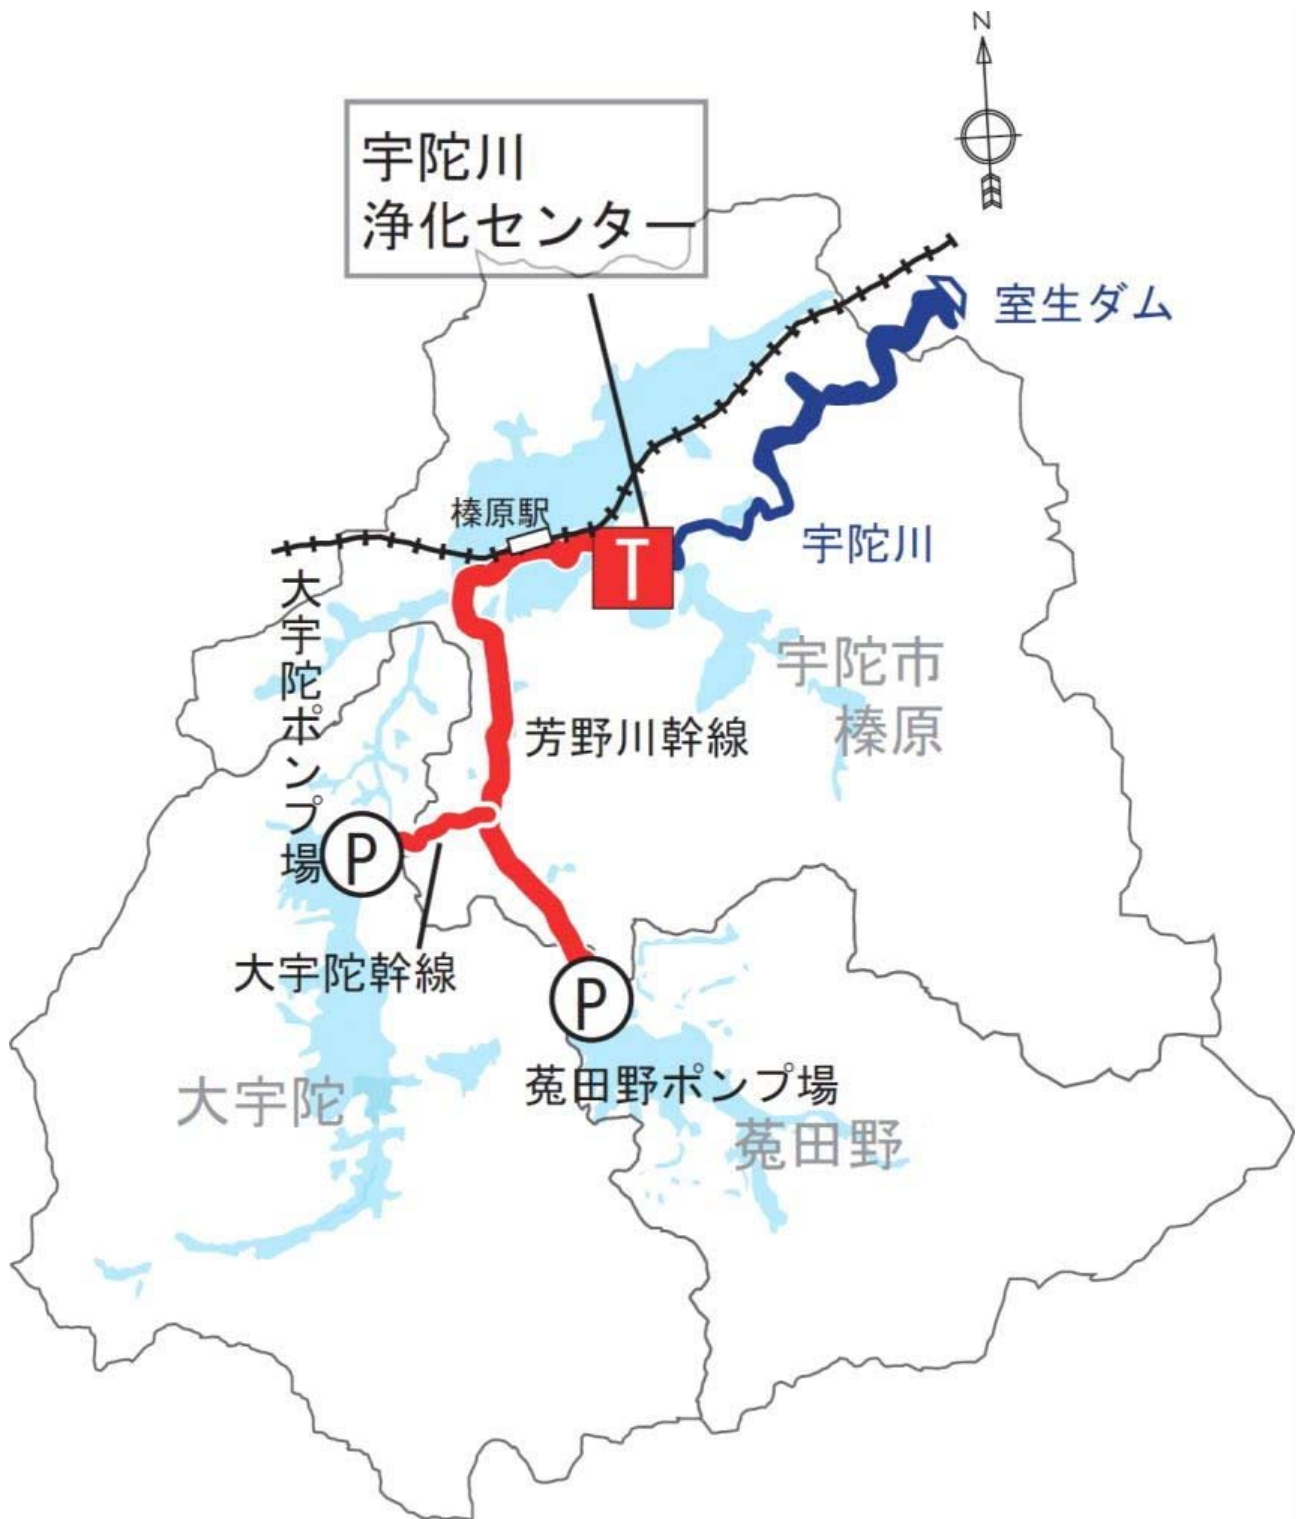 N
宇陀川
浄化センター
室生ダム
榛原駅
宇陀川
T
大宇陀ポンプ場
宇陀市
榛原
芳野川幹線
P
大宇陀幹線
P
菟田野ポンプ場
大宇陀
菟田野